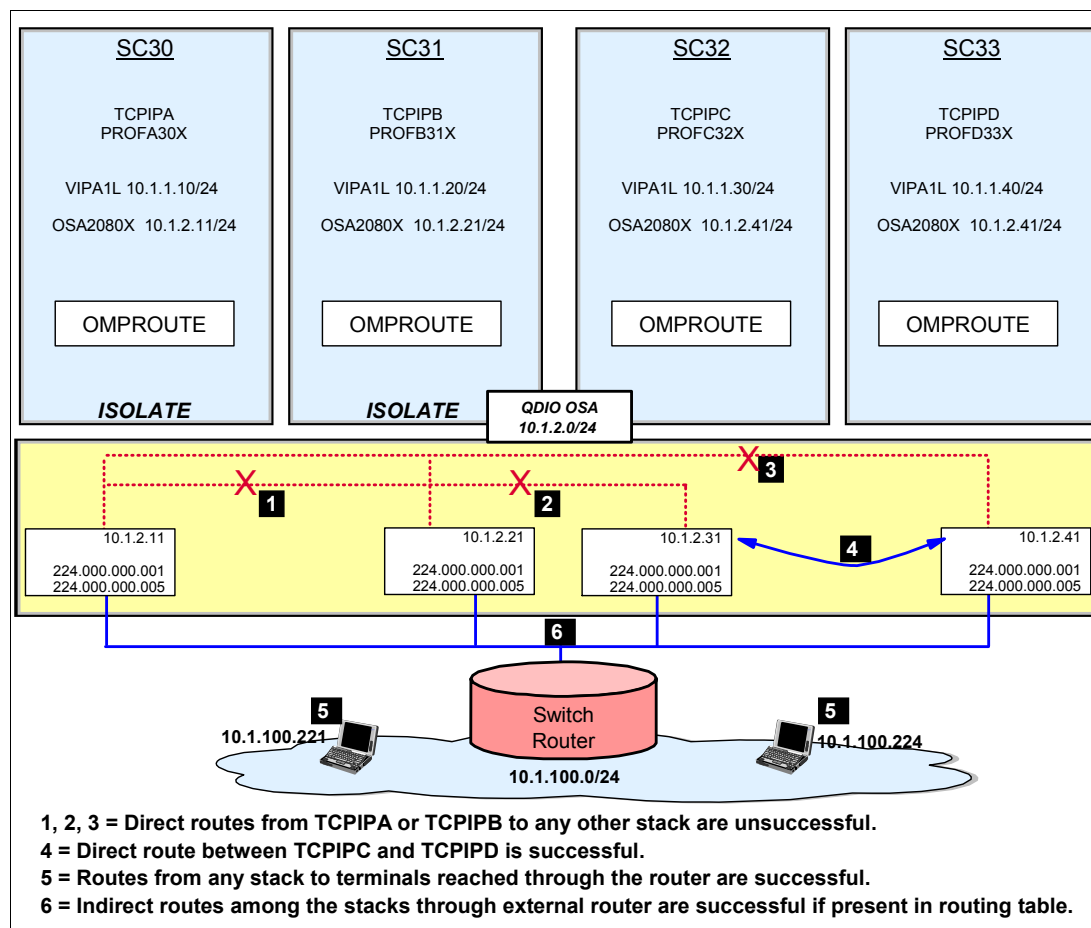 SC30
TCPIPA
PROFA30X
VIPA1L 10.1.1.10/24
OSA2080X 10.1.2.11/24
OMPROUTE
ISOLATE
SC31
TCPIPB
PROFB31X
VIPA1L 10.1.1.20/24
OSA2080X 10.1.2.21/24
OMPROUTE
ISOLATE
SC32
TCPIPC
PROFC32X
VIPA1L 10.1.1.30/24
OSA2080X 10.1.2.41/24
OMPROUTE
SC33
TCPIPD
PROFD33X
VIPA1L 10.1.1.40/24
OSA2080X 10.1.2.41/24
OMPROUTE
QDIO OSA
10.1.2.0/24
X
1
X
2
X
3
10.1.2.11
224.000.000.001
224.000.000.005
10.1.2.21
224.000.000.001
224.000.000.005
10.1.2.31
224.000.000.001
224.000.000.005
4
10.1.2.41
224.000.000.001
224.000.000.005
6
Switch
Router
5
10.1.100.221
5
10.1.100.224
10.1.100.0/24
1, 2, 3 = Direct routes from TCPIPA or TCPIPB to any other stack are unsuccessful.
4 = Direct route between TCPIPC and TCPIPD is successful.
5 = Routes from any stack to terminals reached through the router are successful.
6 = Indirect routes among the stacks through external router are successful if present in routing table.